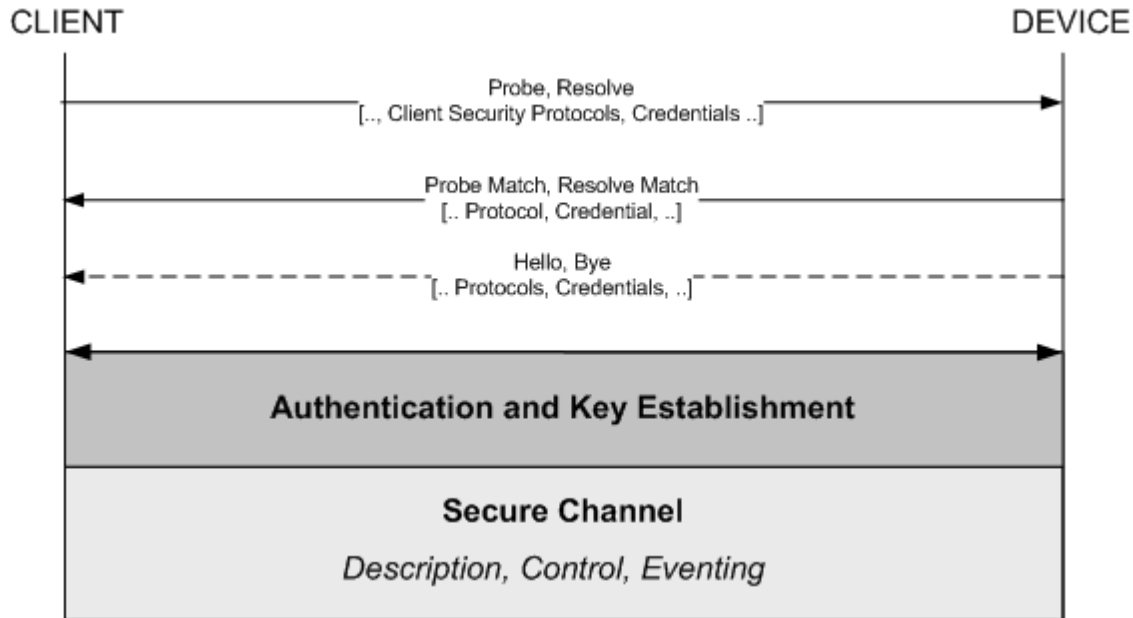 CLIENT
DEVICE
Probe, Resolve
[.., Client Security Protocols, Credentials ..]
Probe Match, Resolve Match
[.. Protocol, Credential, ..]
Hello, Bye
[.. Protocols, Credentials, ..]
Authentication and Key Establishment
Secure Channel
Description, Control, Eventing